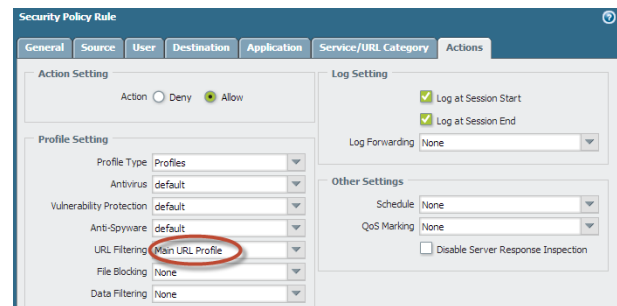 Security Policy Rule
General Source User Destination Application Service/URL Category Actions
Action Setting
Action Deny Allow
Profile Setting
Profile Type Profiles
Antivirus default
Vulnerability Protection default
Anti-Spyware default
URL Filtering Main URL Profile
File Blocking None
Data Filtering None
Log Setting
Log at Session Start
Log at Session End
Log Forwarding None
Other Settings
Schedule None
QoS Marking None
Disable Server Response Inspection